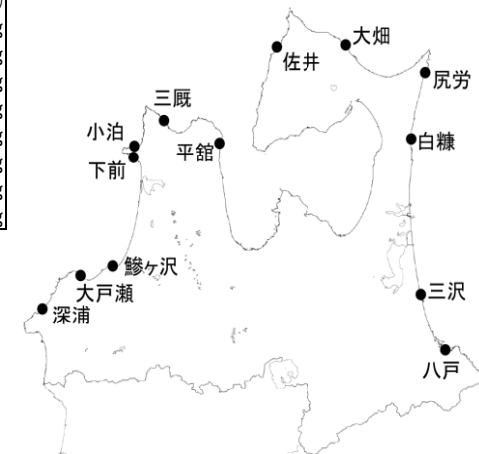 大畑
佐井
尻労
三厩
小泊
平舘
白糠
下前
鰺ヶ沢
大戸瀬
三沢
深浦
八戸